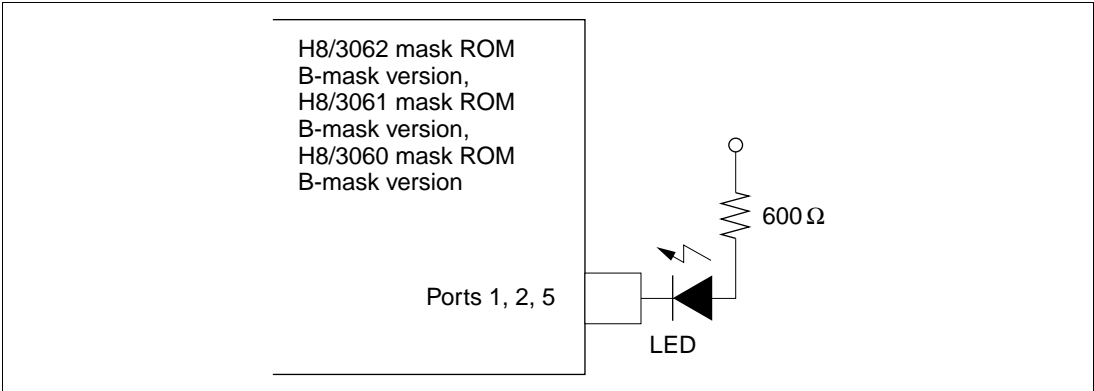 H8/3062 mask ROM
B-mask version,
H8/3061 mask ROM
B-mask version,
H8/3060 mask ROM
B-mask version
600 Ω
Ports 1, 2, 5
LED